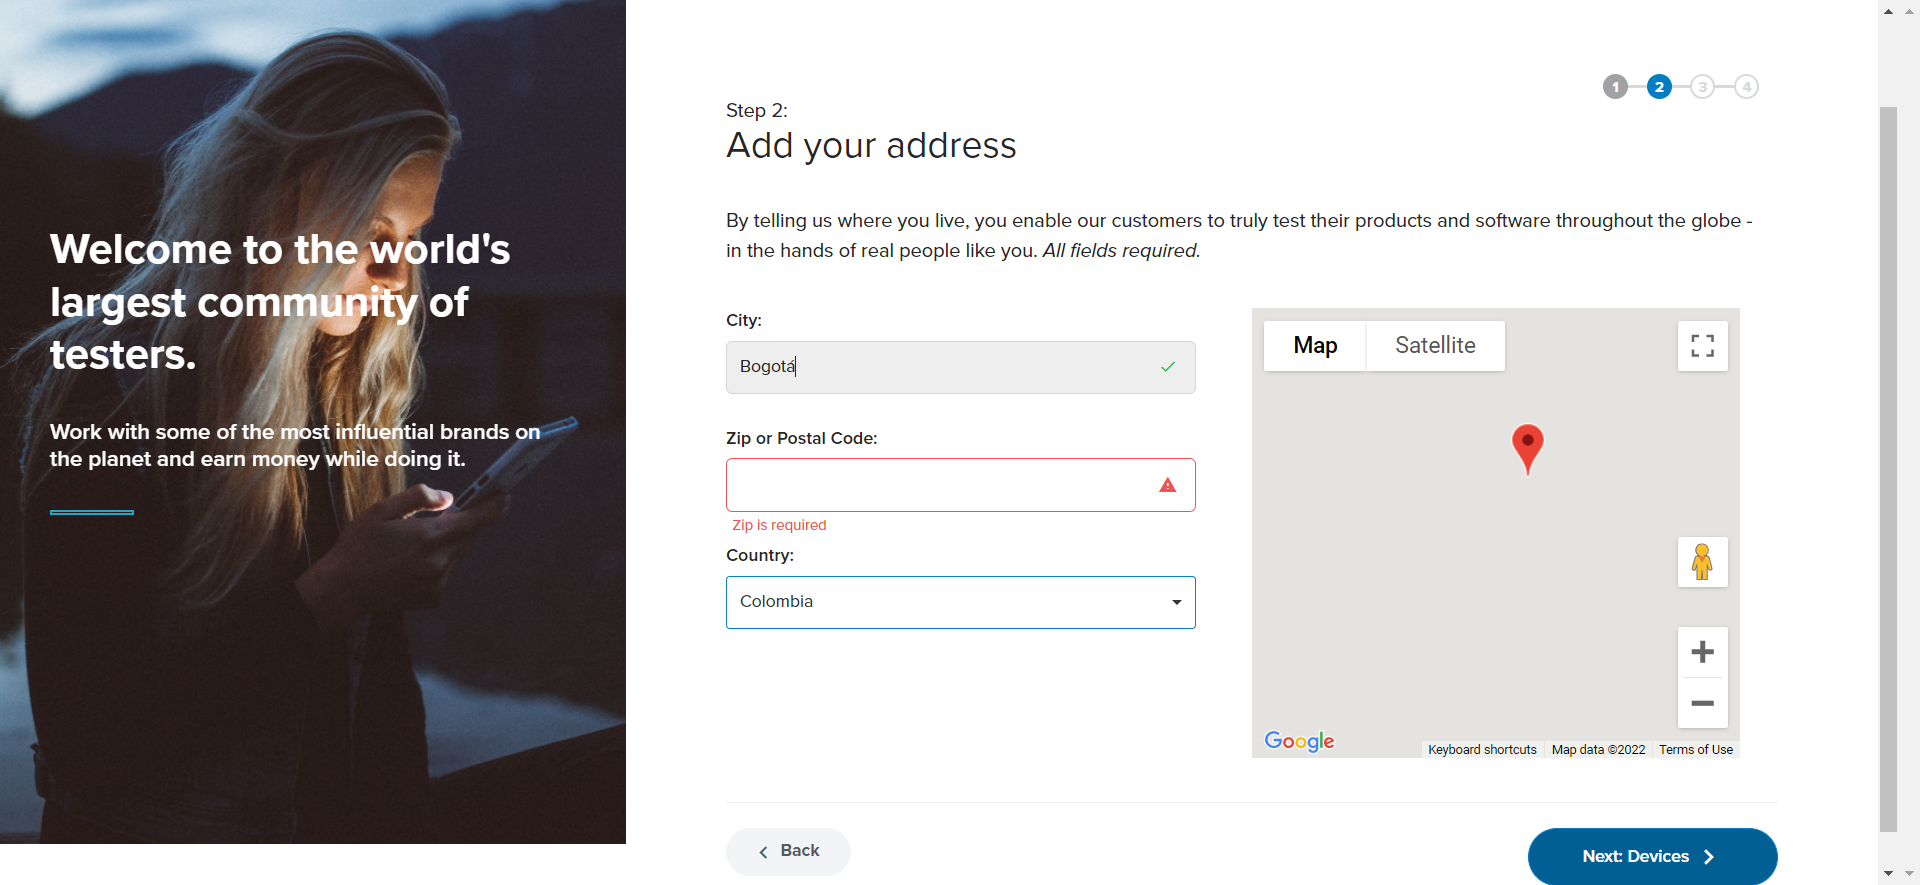 Welcome to the world's
largest community of
testers.
Work with some of the most influential brands on
the planet and earn money while doing it.
1 2 3 4
Step 2:
Add your address
By telling us where you live, you enable our customers to truly test their products and software throughout the globe -
in the hands of real people like you. All fields required.
City:
Bogotá
Zip or Postal Code:
Zip is required
Country:
Colombia
Map Satellite
Google
Keyboard shortcuts Map data ©2022 Terms of Use
Back
Next: Devices